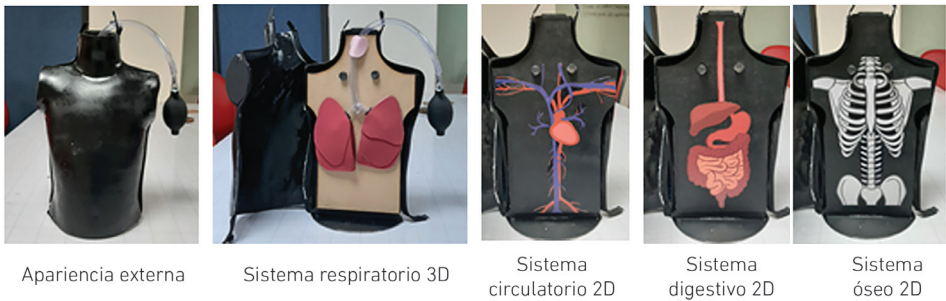 Apariencia externa
Sistema respiratorio 3D
Sistema
circulatorio 2D
Sistema
digestivo 2D
Sistema
óseo 2D